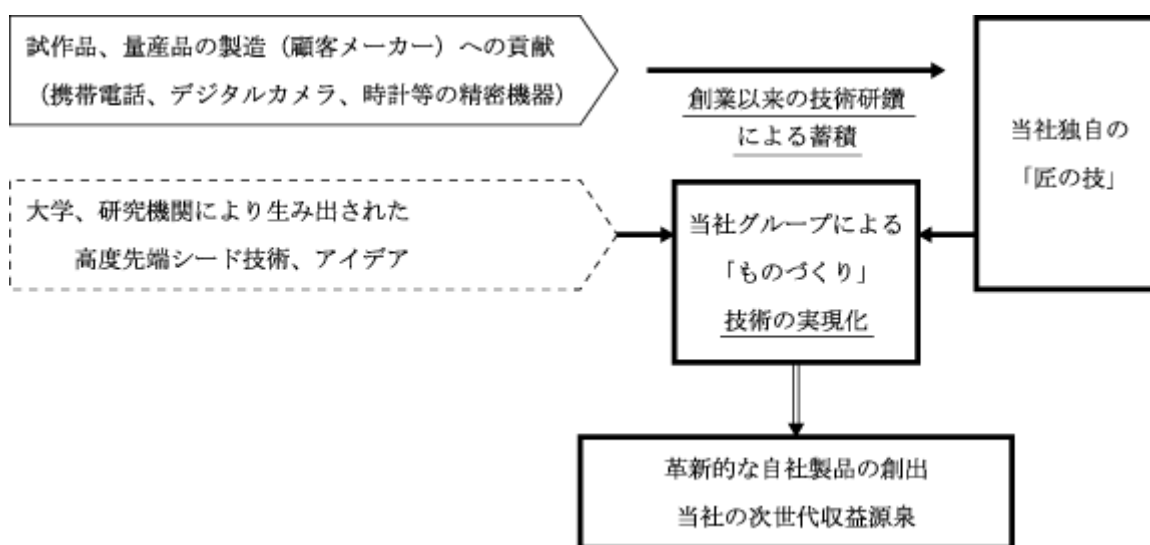 試作品、量産品の製造（顧客メーカー）への貢献
（携帯電話、デジタルカメラ、時計等の精密機器）
創業以来の技術研鑽
による蓄積
当社独自の
「匠の技」
大学、研究機関により生み出された
高度先端シード技術、アイデア
当社グループによる
「ものづくり」
技術の実現化
革新的な自社製品の創出
当社の次世代収益源泉